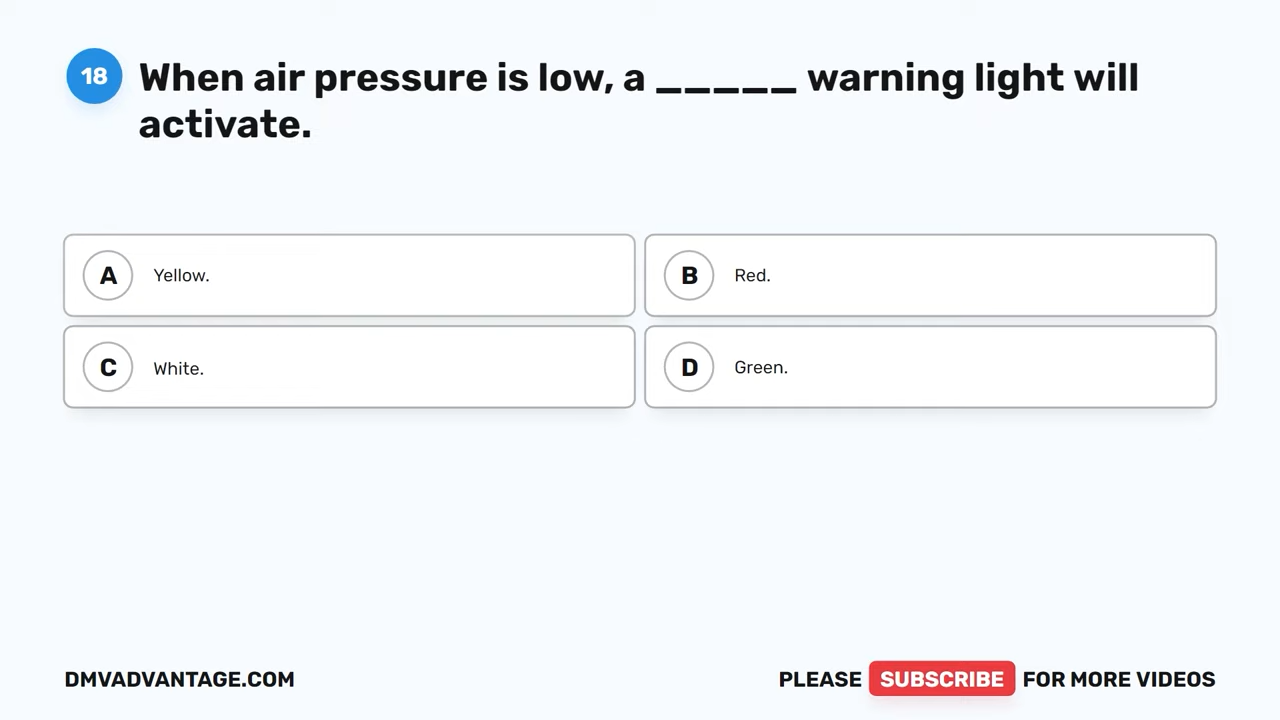 18
When air pressure is low, a _____ warning light will
activate.
A Yellow.
B Red.
C White.
D Green.
DMVADVANTAGE.COM
PLEASE SUBSCRIBE FOR MORE VIDEOS